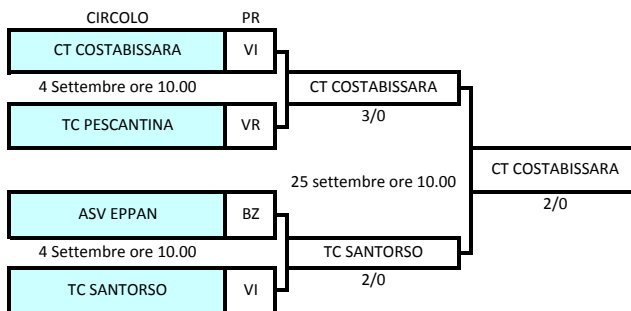 CIRCOLO PR
CT COSTABISSARA VI
4 Settembre ore 10.00
CT COSTABISSARA
3/0
TC PESCANTINA VR
CT COSTABISSARA
25 settembre ore 10.00
2/0
ASV EPPAN BZ
4 Settembre ore 10.00
TC SANTORSO
2/0
TC SANTORSO VI